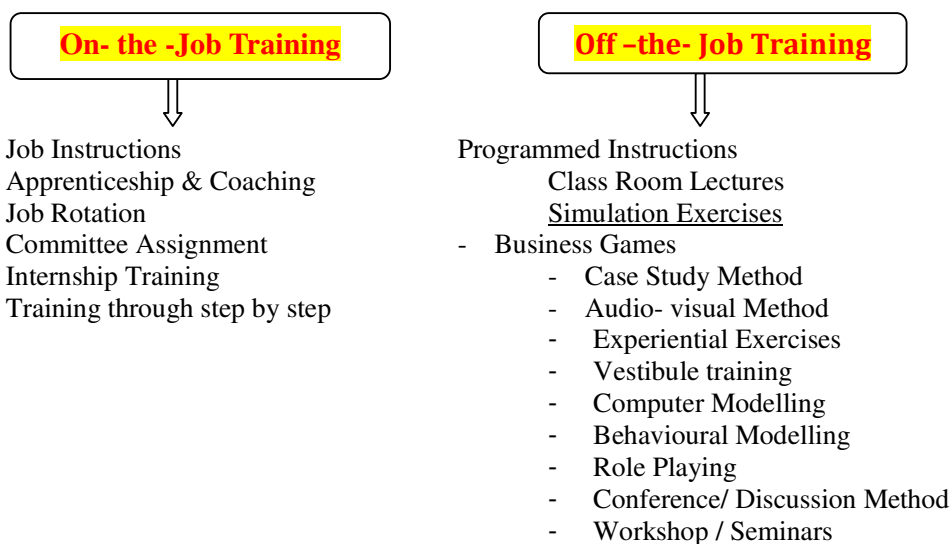 On- the -Job Training
Job Instructions
Apprenticeship & Coaching
Job Rotation
Committee Assignment
Internship Training
Training through step by step
Off –the- Job Training
Programmed Instructions
Class Room Lectures
Simulation Exercises
- Business Games
- Case Study Method
- Audio- visual Method
- Experiential Exercises
- Vestibule training
- Computer Modelling
- Behavioural Modelling
- Role Playing
- Conference/ Discussion Method
- Workshop / Seminars